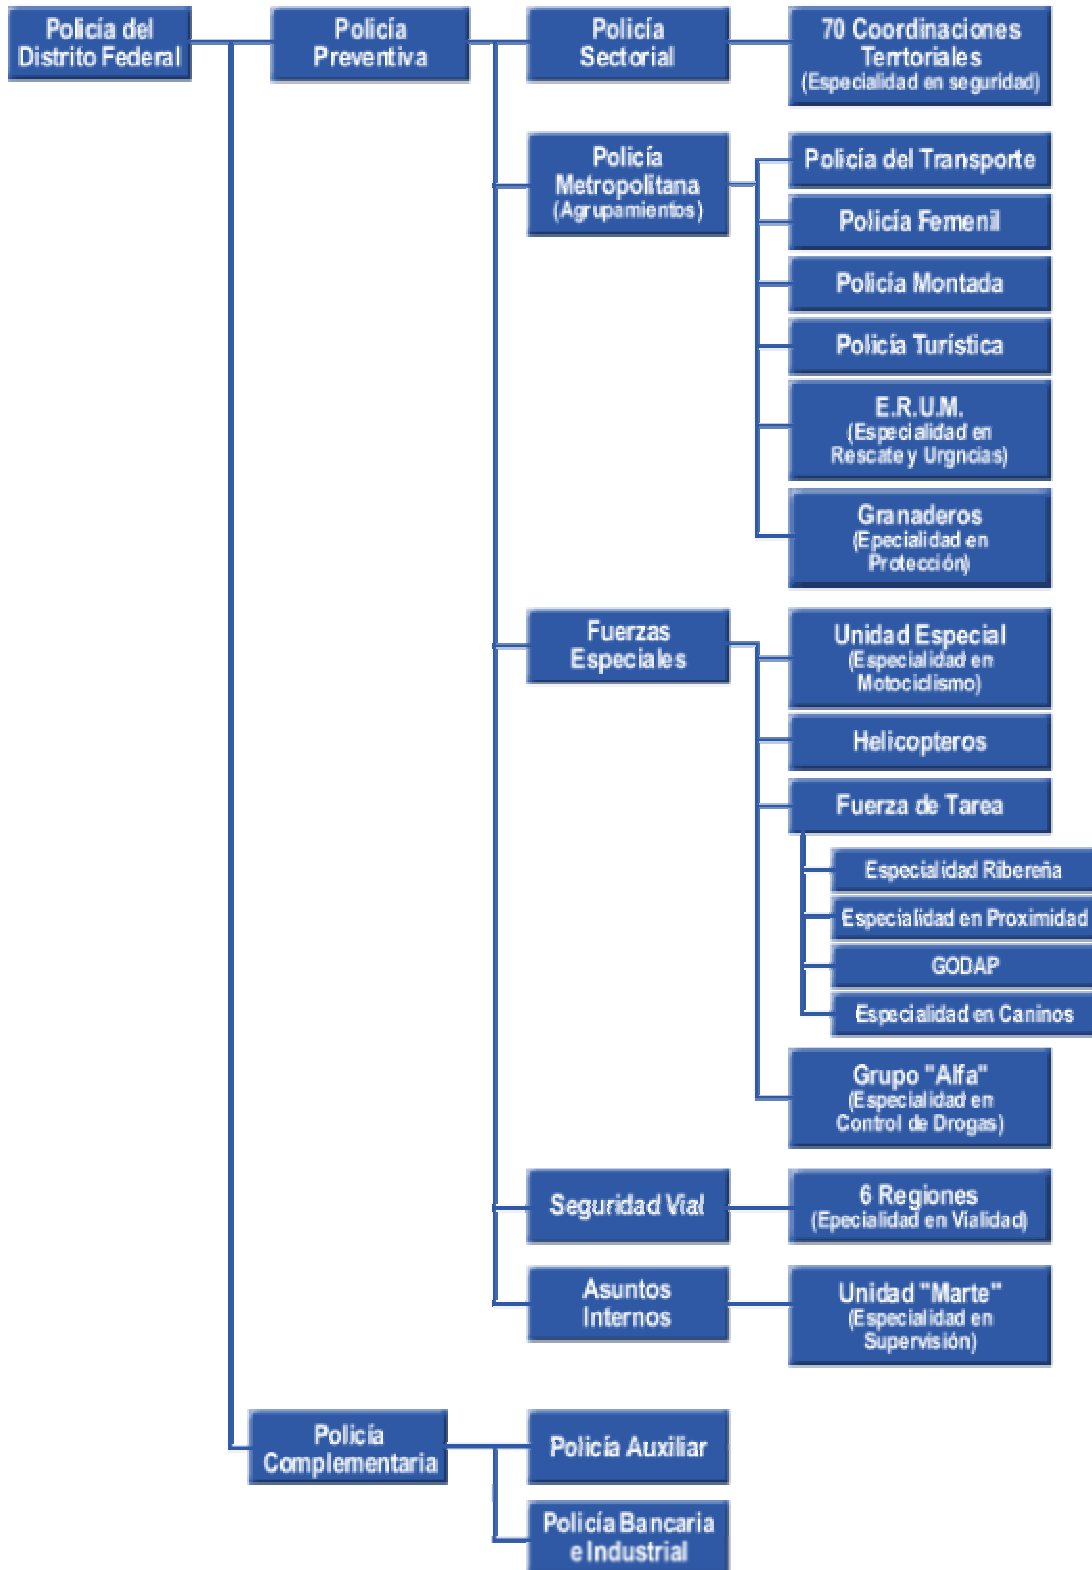 Policía del
Distrito Federal
Policía
Preventiva
Policía
Sectorial
70 Coordinaciones
Territoriales
(Especialidad en seguridad)
Policía
Metropolitana
(Agrupamientos)
Policía del Transporte
Policía Femenil
Policía Montada
Policía Turística
E.R.U.M.
(Especialidad en
Rescate y Urgncias)
Granaderos
(Epecialidad en
Protección)
Fuerzas
Especiales
Unidad Especial
(Especialidad en
Motociclismo)
Helicopteros
Fuerza de Tarea
Especialidad Ribereña
Especialidad en Proximidad
GODAP
Especialidad en Caninos
Grupo "Alfa"
(Especialidad en
Control de Drogas)
Seguridad Vial
6 Regiones
(Epecialidad en Vialidad)
Asuntos
Internos
Unidad "Marte"
(Especialidad en
Supervisión)
Policía
Complementaria
Policía Auxiliar
Policía Bancaria
e Industrial